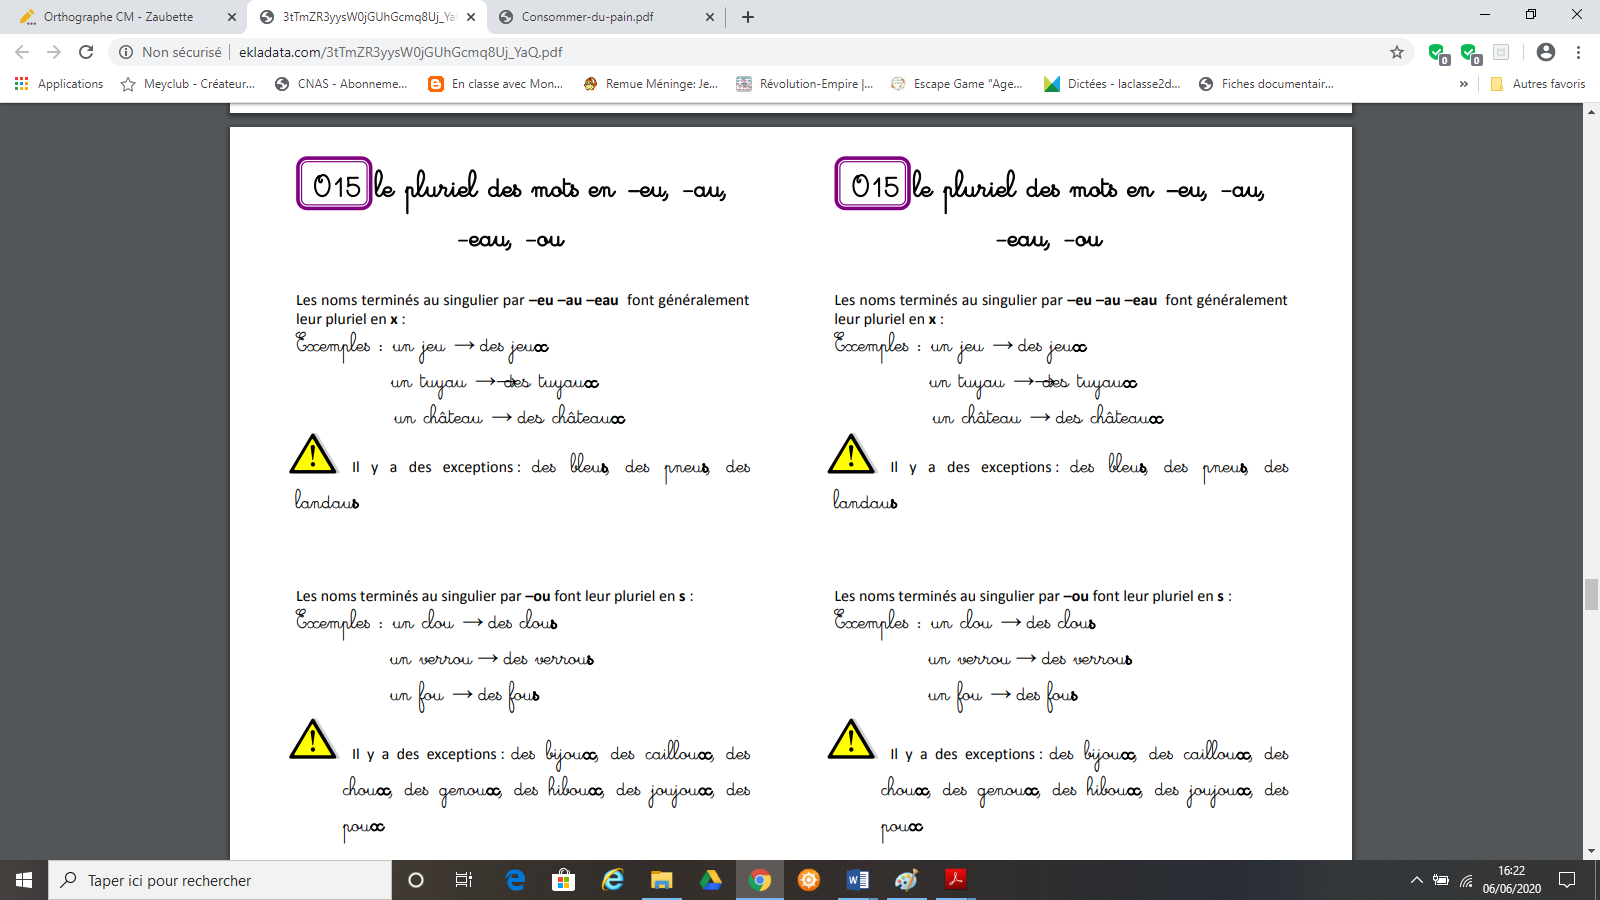 Orthographe CM - Zaubette
3tTmZR3yysW0jGUhGcmq8Uj_Ya
Consommer-du-pain.pdf
Non sécurisé | ekladata.com/3tTmZR3yysW0jGUhGcmq8Uj_YaQ.pdf
Applications
Meyclub - Créateur...
CNAS - Abonneme...
En classe avec Mon...
Remue Méninge: Je...
Révolution-Empire |...
Escape Game "Age...
Dictées - laclasse2d...
Fiches documentair...
»
Autres favoris
O15 le pluriel des mots en –eu, -au,
-eau, -ou
Les noms terminés au singulier par –eu –au –eau font généralement
leur pluriel en x :
Exemples : un jeu → des jeux
un tuyau → des tuyaux
un château → des châteaux
Il y a des exceptions : des bleus, des pneus, des
landaus
Les noms terminés au singulier par –ou font leur pluriel en s :
Exemples : un clou → des clous
un verrou → des verrous
un fou → des fous
Il y a des exceptions : des bijoux, des cailloux, des
choux, des genoux, des hiboux, des joujoux, des
poux
O15 le pluriel des mots en –eu, -au,
-eau, -ou
Les noms terminés au singulier par –eu –au –eau font généralement
leur pluriel en x :
Exemples : un jeu → des jeux
un tuyau → des tuyaux
un château → des châteaux
Il y a des exceptions : des bleus, des pneus, des
landaus
Les noms terminés au singulier par –ou font leur pluriel en s :
Exemples : un clou → des clous
un verrou → des verrous
un fou → des fous
Il y a des exceptions : des bijoux, des cailloux, des
choux, des genoux, des hiboux, des joujoux, des
poux
Taper ici pour rechercher
16:22
06/06/2020